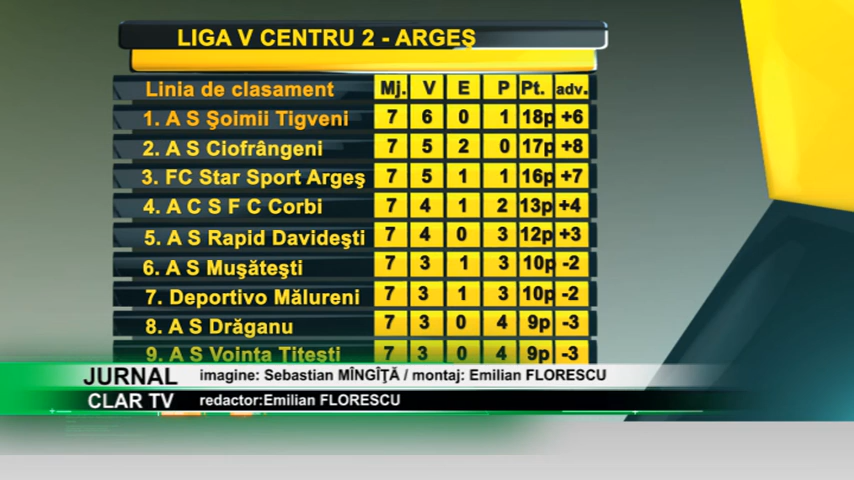 LIGA V CENTRU 2 - ARGEŞ
Linia de clasament Mj. V E P Pt. adv.
1. A S Şoimii Tigveni 7 6 0 1 18p +6
2. A S Ciofrângeni 7 5 2 0 17p +8
3. FC Star Sport Argeş 7 5 1 1 16p +7
4. A C S F C Corbi 7 4 1 2 13p +4
5. A S Rapid Davideşti 7 4 0 3 12p +3
6. A S Muşăteşti 7 3 1 3 10p -2
7. Deportivo Mălureni 7 3 1 3 10p -2
8. A S Drăganu 7 3 0 4 9p -3
9. A S Voinţa Titeşti 7 3 0 4 9p -3
JURNAL imagine: Sebastian MÎNGÎŢĂ / montaj: Emilian FLORESCU
CLAR TV redactor:Emilian FLORESCU